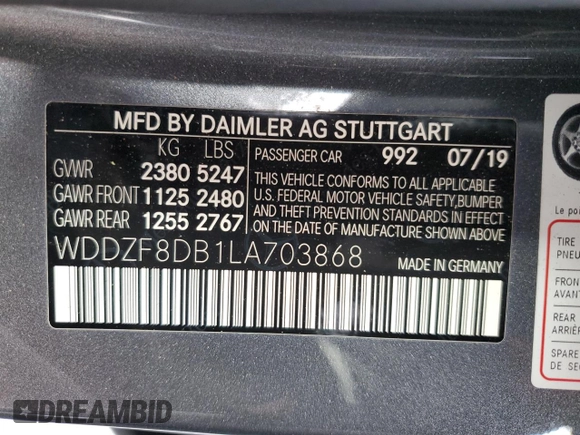 MFD BY DAIMLER AG STUTTGART
KG LBS
GVWR 2380 5247
GAWR FRONT 1125 2480
GAWR REAR 1255 2767
PASSENGER CAR 992 07/19
THIS VEHICLE CONFORMS TO ALL APPLICABLE
U.S. FEDERAL MOTOR VEHICLE SAFETY,BUMPER
AND THEFT PREVENTION STANDARDS IN EFFECT
ON THE DATE OF MANUFACTURE SHOWN ABOVE
WDDZF8DB1LA703868 MADE IN GERMANY
Le po
TIRE
PNEU
FRON
AVANT
REAR
ARRIÈR
SPARE
DE SEC
DREAMBID